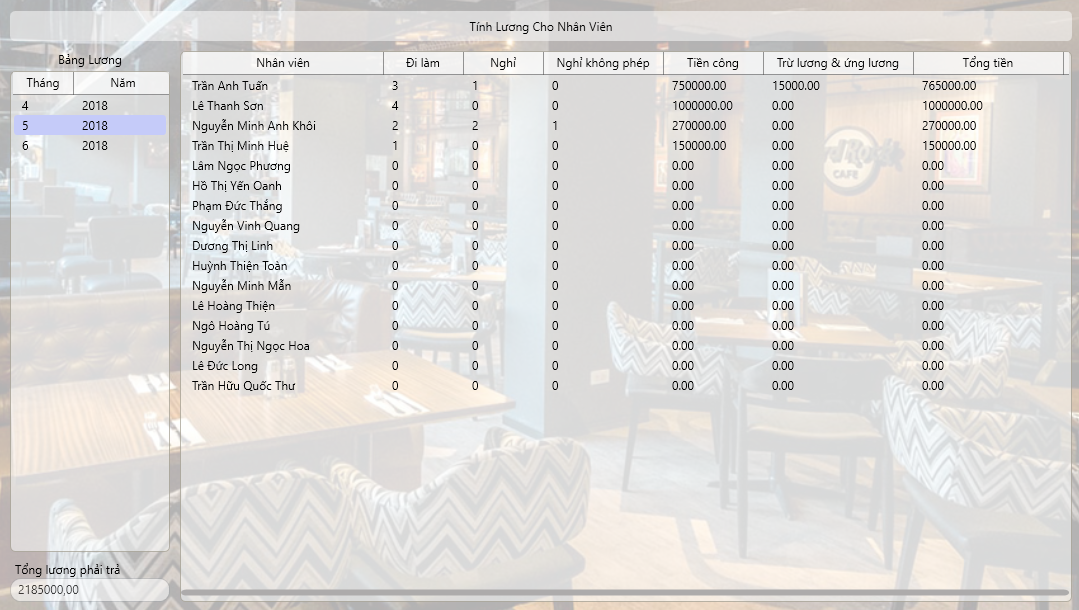 Tính Lương Cho Nhân Viên
Bảng Lương
Tháng Năm
4 2018
5 2018
6 2018
Nhân viên Đi làm Nghỉ Nghỉ không phép Tiền công Trừ lương & ứng lương Tổng tiền
Trần Anh Tuấn 3 1 0 750000.00 15000.00 765000.00
Lê Thanh Sơn 4 0 0 1000000.00 0.00 1000000.00
Nguyễn Minh Anh Khôi 2 2 1 270000.00 0.00 270000.00
Trần Thị Minh Huệ 1 0 0 150000.00 0.00 150000.00
Lâm Ngọc Phương 0 0 0 0.00 0.00 0.00
Hồ Thị Yến Oanh 0 0 0 0.00 0.00 0.00
Phạm Đức Thắng 0 0 0 0.00 0.00 0.00
Nguyễn Vinh Quang 0 0 0 0.00 0.00 0.00
Dương Thị Linh 0 0 0 0.00 0.00 0.00
Huỳnh Thiện Toàn 0 0 0 0.00 0.00 0.00
Nguyễn Minh Mẫn 0 0 0 0.00 0.00 0.00
Lê Hoàng Thiện 0 0 0 0.00 0.00 0.00
Ngô Hoàng Tú 0 0 0 0.00 0.00 0.00
Nguyễn Thị Ngọc Hoa 0 0 0 0.00 0.00 0.00
Lê Đức Long 0 0 0 0.00 0.00 0.00
Trần Hữu Quốc Thư 0 0 0 0.00 0.00 0.00
CAFE
Tổng lương phải trả
2185000,00